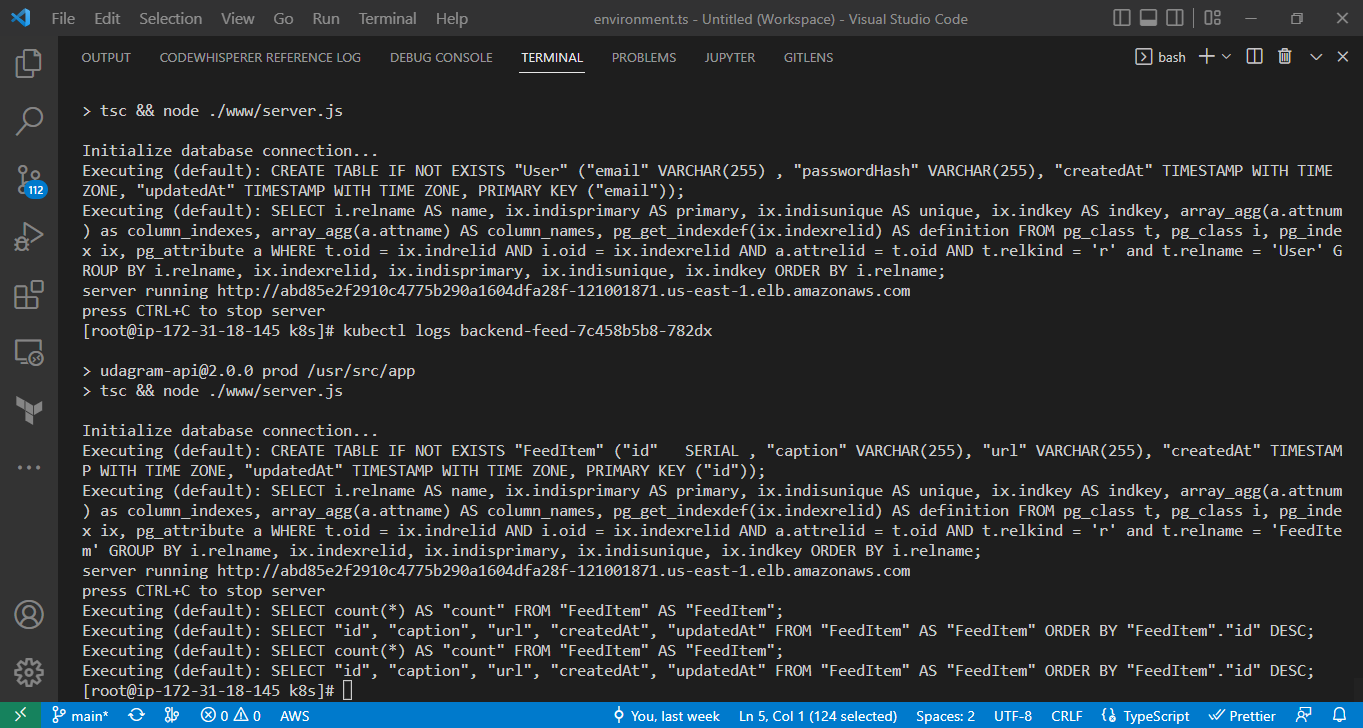 File Edit Selection View Go Run Terminal Help environment.ts - Untitled (Workspace) - Visual Studio Code
OUTPUT CODEWHISPERER REFERENCE LOG DEBUG CONSOLE TERMINAL PROBLEMS JUPYTER GITLENS bash
> tsc && node ./www/server.js
Initialize database connection...
Executing (default): CREATE TABLE IF NOT EXISTS "User" ("email" VARCHAR(255) , "passwordHash" VARCHAR(255), "createdAt" TIMESTAMP WITH TIME
ZONE, "updatedAt" TIMESTAMP WITH TIME ZONE, PRIMARY KEY ("email"));
Executing (default): SELECT i.relname AS name, ix.indisprimary AS primary, ix.indisunique AS unique, ix.indkey AS indkey, array_agg(a.attnum
) as column_indexes, array_agg(a.attname) AS column_names, pg_get_indexdef(ix.indexrelid) AS definition FROM pg_class t, pg_class i, pg_inde
x ix, pg_attribute a WHERE t.oid = ix.indrelid AND i.oid = ix.indexrelid AND a.attrelid = t.oid AND t.relkind = 'r' and t.relname = 'User' G
ROUP BY i.relname, ix.indexrelid, ix.indisprimary, ix.indisunique, ix.indkey ORDER BY i.relname;
server running http://abd85e2f2910c4775b290a1604dfa28f-121001871.us-east-1.elb.amazonaws.com
press CTRL+C to stop server
[root@ip-172-31-18-145 k8s]# kubectl logs backend-feed-7c458b5b8-782dx
> udagram-api@2.0.0 prod /usr/src/app
> tsc && node ./www/server.js
Initialize database connection...
Executing (default): CREATE TABLE IF NOT EXISTS "FeedItem" ("id"   SERIAL , "caption" VARCHAR(255), "url" VARCHAR(255), "createdAt" TIMESTAM
P WITH TIME ZONE, "updatedAt" TIMESTAMP WITH TIME ZONE, PRIMARY KEY ("id"));
Executing (default): SELECT i.relname AS name, ix.indisprimary AS primary, ix.indisunique AS unique, ix.indkey AS indkey, array_agg(a.attnum
) as column_indexes, array_agg(a.attname) AS column_names, pg_get_indexdef(ix.indexrelid) AS definition FROM pg_class t, pg_class i, pg_inde
x ix, pg_attribute a WHERE t.oid = ix.indrelid AND i.oid = ix.indexrelid AND a.attrelid = t.oid AND t.relkind = 'r' and t.relname = 'FeedIte
m' GROUP BY i.relname, ix.indexrelid, ix.indisprimary, ix.indisunique, ix.indkey ORDER BY i.relname;
server running http://abd85e2f2910c4775b290a1604dfa28f-121001871.us-east-1.elb.amazonaws.com
press CTRL+C to stop server
Executing (default): SELECT count(*) AS "count" FROM "FeedItem" AS "FeedItem";
Executing (default): SELECT "id", "caption", "url", "createdAt", "updatedAt" FROM "FeedItem" AS "FeedItem" ORDER BY "FeedItem"."id" DESC;
Executing (default): SELECT count(*) AS "count" FROM "FeedItem" AS "FeedItem";
Executing (default): SELECT "id", "caption", "url", "createdAt", "updatedAt" FROM "FeedItem" AS "FeedItem" ORDER BY "FeedItem"."id" DESC;
[root@ip-172-31-18-145 k8s]#
112
main* 0 0 AWS You, last week Ln 5, Col 1 (124 selected) Spaces: 2 UTF-8 CRLF TypeScript Prettier